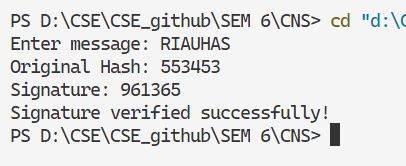 PS D:\CSE\CSE_github\SEM 6\CNS> cd "d:\
Enter message: RIAUHAS
Original Hash: 553453
Signature: 961365
Signature verified successfully!
PS D:\CSE\CSE_github\SEM 6\CNS>